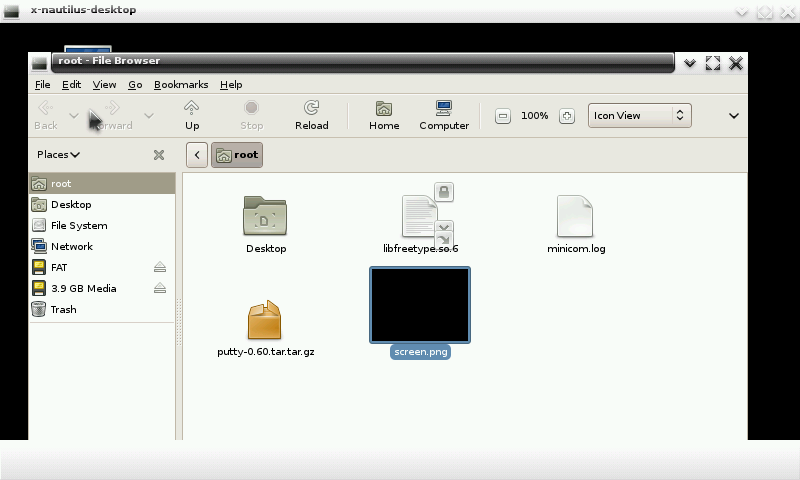 x-nautilus-desktop
root - File Browser
File Edit View Go Bookmarks Help
Back Forward Up Stop Reload Home Computer 100% Icon View
Places root
root
Desktop
File System
Network
FAT
3.9 GB Media
Trash
Desktop libfreetype.so.6 minicom.log
putty-0.60.tar.tar.gz screen.png